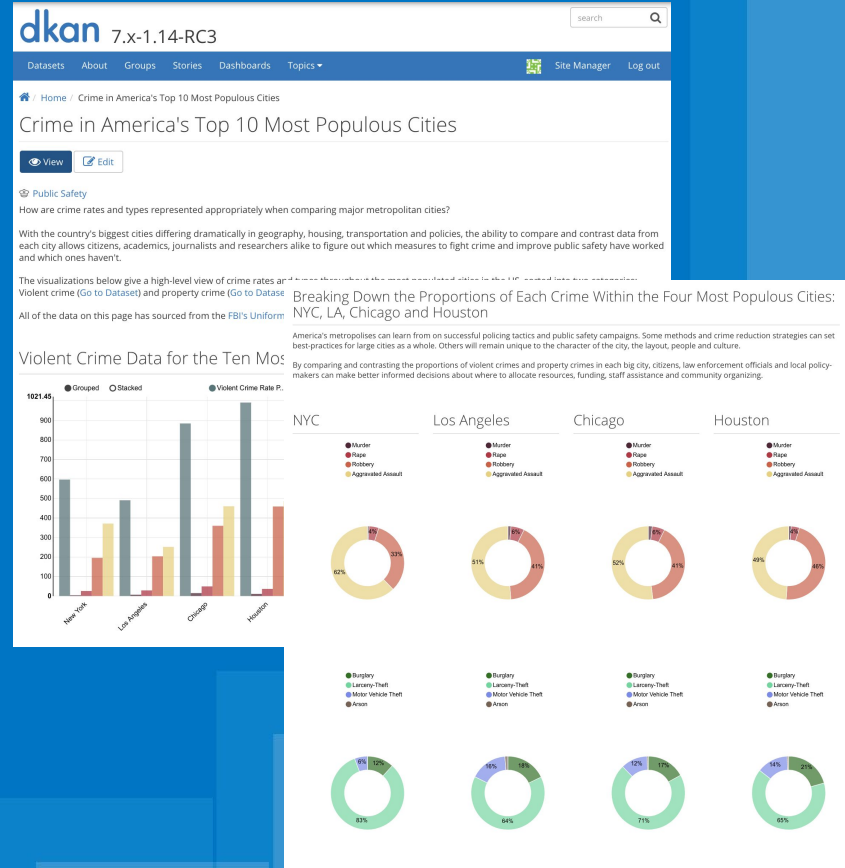 dkan 7.x-1.14-RC3
search
Datasets About Groups Stories Dashboards Topics Site Manager Log out
/ Home / Crime in America's Top 10 Most Populous Cities
Crime in America's Top 10 Most Populous Cities
View Edit
Public Safety
How are crime rates and types represented appropriately when comparing major metropolitan cities?
With the country's biggest cities differing dramatically in geography, housing, transportation and policies, the ability to compare and contrast data from
each city allows citizens, academics, journalists and researchers alike to figure out which measures to fight crime and improve public safety have worked
and which ones haven't.
The visualizations below give a high-level view of crime rates and types throughout the most populated cities in the US, sorted into two categories:
Violent crime (Go to Dataset) and property crime (Go to Datase
All of the data on this page has sourced from the FBI's Uniform
Violent Crime Data for the Ten Mos
Grouped Stacked Violent Crime Rate P..
1021.45
900
800
700
600
500
400
300
200
100
0
New York Los Angeles Chicago Houston
Breaking Down the Proportions of Each Crime Within the Four Most Populous Cities:
NYC, LA, Chicago and Houston
America's metropolises can learn from on successful policing tactics and public safety campaigns. Some methods and crime reduction strategies can set
best-practices for large cities as a whole. Others will remain unique to the character of the city, the layout, people and culture.
By comparing and contrasting the proportions of violent crimes and property crimes in each big city, citizens, law enforcement officials and local policy-
makers can make better informed decisions about where to allocate resources, funding, staff assistance and community organizing.
NYC Los Angeles Chicago Houston
Murder Murder Murder Murder
Rape Rape Rape Rape
Robbery Robbery Robbery Robbery
Aggravated Assault Aggravated Assault Aggravated Assault Aggravated Assault
4% 6% 6% 4%
33% 41% 41% 46%
62% 51% 52% 49%
Burglary Burglary Burglary Burglary
Larceny-Theft Larceny-Theft Larceny-Theft Larceny-Theft
Motor Vehicle Theft Motor Vehicle Theft Motor Vehicle Theft Motor Vehicle Theft
Arson Arson Arson Arson
6% 12% 16% 18% 12% 17% 14% 21%
83% 64% 71% 65%